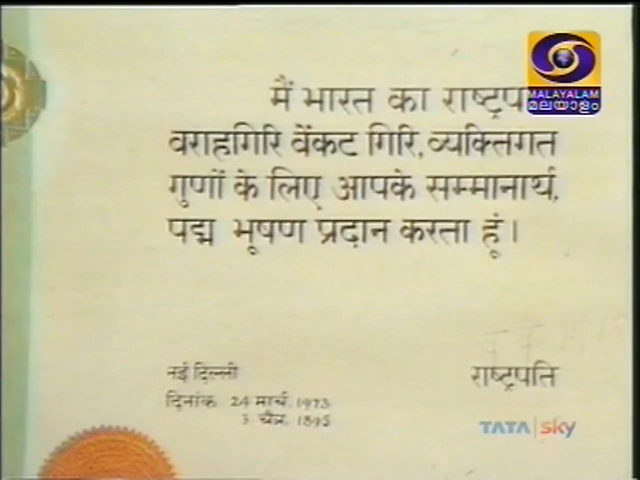 MALAYALAM
മലയാളം
मैं भारत का
वराहगिरि वेंकट गिरि, व्यक्तिगत
गुणों के लिए आपके सम्मानार्थ,
पद्म भूषण प्रदान करता हूं।
नई दिल्ली
राष्ट्रपति
दिनांक 24 मार्च, 1973
3 चैत्र, 1895
TATA sky